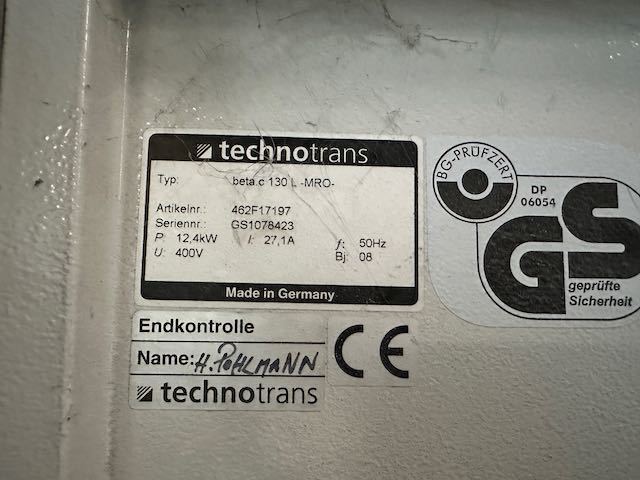 technotrans
Typ: beta.c 130 L -MRO-
Artikelnr.: 462F17197
Seriennr.: GS1078423
P: 12,4kW I: 27,1A f: 50Hz
U: 400V Bj: 08
Made in Germany
BG-PRÜFZERT
DP
06054
GS
geprüfte
Sicherheit
Endkontrolle
Name: H. POHLMANN
technotrans
CE